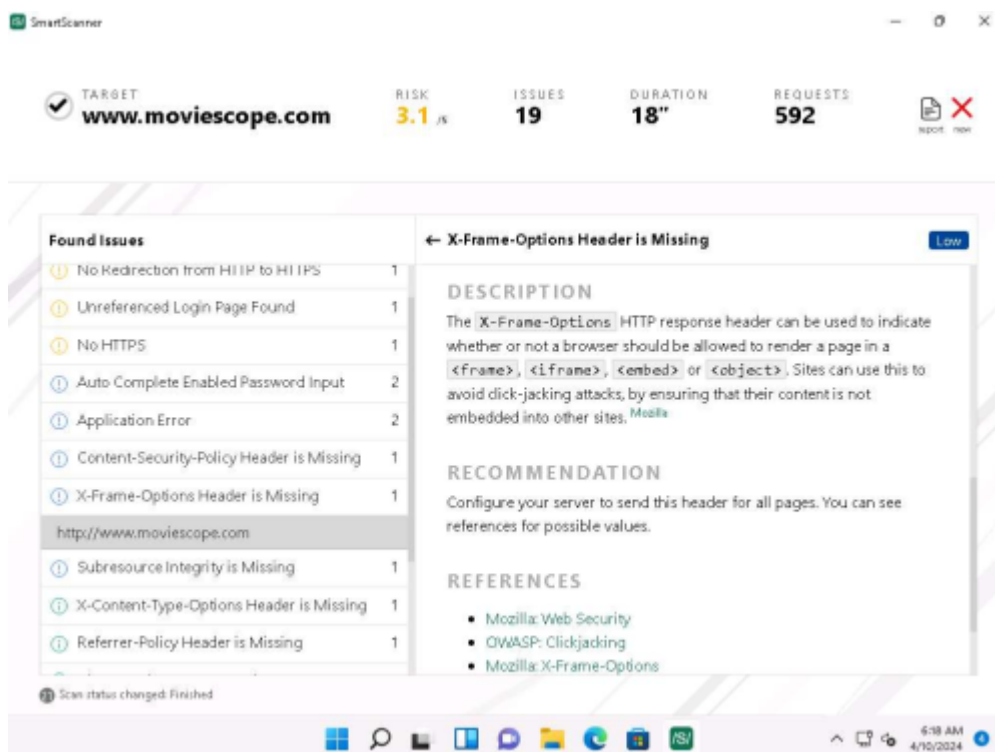 SmartScanner
TARGET
www.moviescope.com
RISK
3.1 /5
ISSUES
19
DURATION
18"
REQUESTS
592
report new
Found Issues
No Redirection from HTTP to HTTPS 1
Unreferenced Login Page Found 1
No HTTPS 1
Auto Complete Enabled Password Input 2
Application Error 2
Content-Security-Policy Header is Missing 1
X-Frame-Options Header is Missing 1
http://www.moviescope.com
Subresource Integrity is Missing 1
X-Content-Type-Options Header is Missing 1
Referrer-Policy Header is Missing 1
← X-Frame-Options Header is Missing
Low
DESCRIPTION
The X-Frame-Options HTTP response header can be used to indicate
whether or not a browser should be allowed to render a page in a
<frame>, <iframe>, <embed> or <object>. Sites can use this to
avoid click-jacking attacks, by ensuring that their content is not
embedded into other sites. Mozilla
RECOMMENDATION
Configure your server to send this header for all pages. You can see
references for possible values.
REFERENCES
• Mozilla: Web Security
• OWASP: Clickjacking
• Mozilla: X-Frame-Options
Scan status changed: Finished
/S/
6:18 AM
4/10/2024